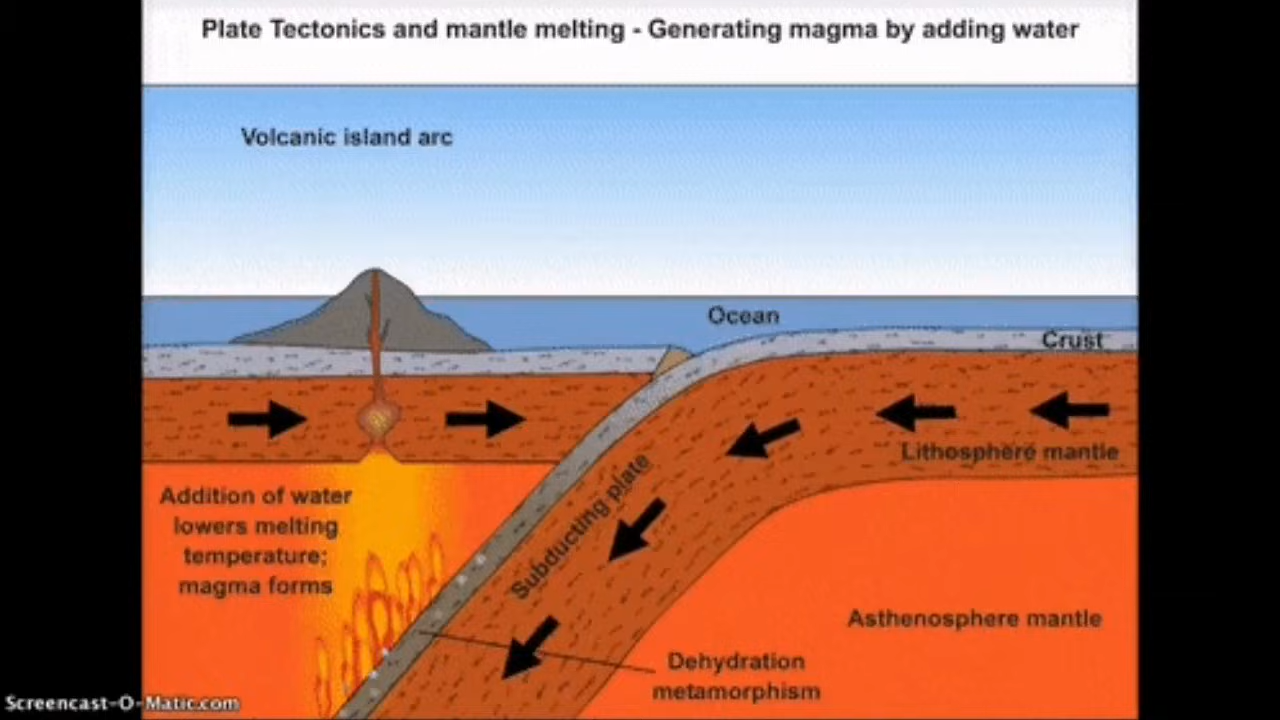 Plate Tectonics and mantle melting - Generating magma by adding water
Volcanic island arc
Ocean
Crust
Lithosphere mantle
Subducting plate
Addition of water
lowers melting
temperature;
magma forms
Asthenosphere mantle
Dehydration
metamorphism
Screencast-O-Matic.com